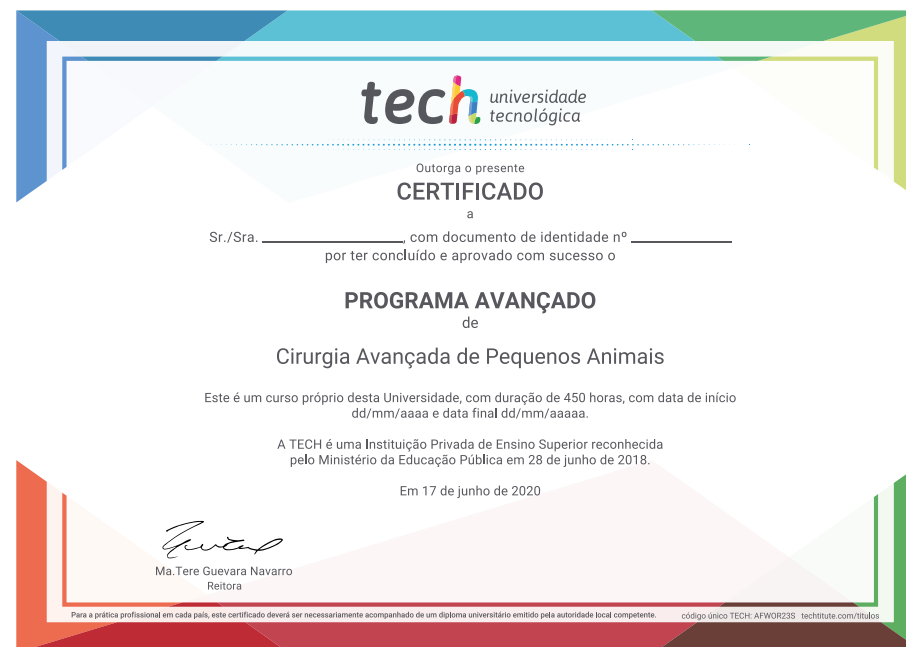 tech universidade
tecnológica
Outorga o presente
CERTIFICADO
a
Sr./Sra. ____________, com documento de identidade nº ____________
por ter concluído e aprovado com sucesso o
PROGRAMA AVANÇADO
de
Cirurgia Avançada de Pequenos Animais
Este é um curso próprio desta Universidade, com duração de 450 horas, com data de início
dd/mm/aaaa e data final dd/mm/aaaaa.
A TECH é uma Instituição Privada de Ensino Superior reconhecida
pelo Ministério da Educação Pública em 28 de junho de 2018.
Em 17 de junho de 2020
Ma.Tere Guevara Navarro
Reitora
Para a prática profissional em cada país, este certificado deverá ser necessariamente acompanhado de um diploma universitário emitido pela autoridade local competente. código único TECH: AFWOR23S techtitute.com/titulos